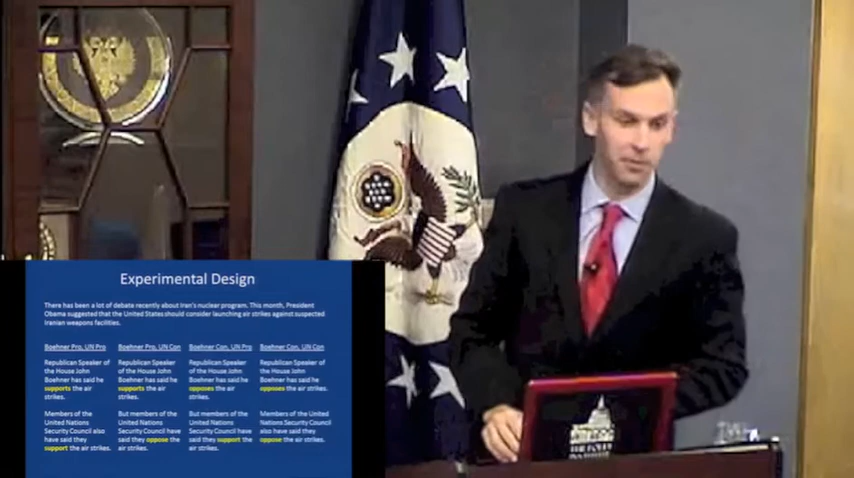 Experimental Design
There has been a lot of debate recently about Iran's nuclear program. This month, President
Obama suggested that the United States should consider launching air strikes against suspected
Iranian weapons facilities.
Boehner Pro, UN Pro
Republican Speaker of
the House John
Boehner has said he
supports the air
strikes.
Members of the
United Nations
Security Council also
have said they
support the air strikes.
Boehner Pro, UN Con
Republican Speaker
of the House John
Boehner has said he
supports the air
strikes.
But members of the
United Nations
Security Council have
said they oppose the
air strikes.
Boehner Con, UN Pro
Republican Speaker
of the House John
Boehner has said he
opposes the air
strikes.
But members of the
United Nations
Security Council have
said they support the
air strikes.
Boehner Con, UN Con
Republican Speaker of
the House John
Boehner has said he
opposes the air strikes.
Members of the United
Nations Security Council
also have said they
oppose the air strikes.